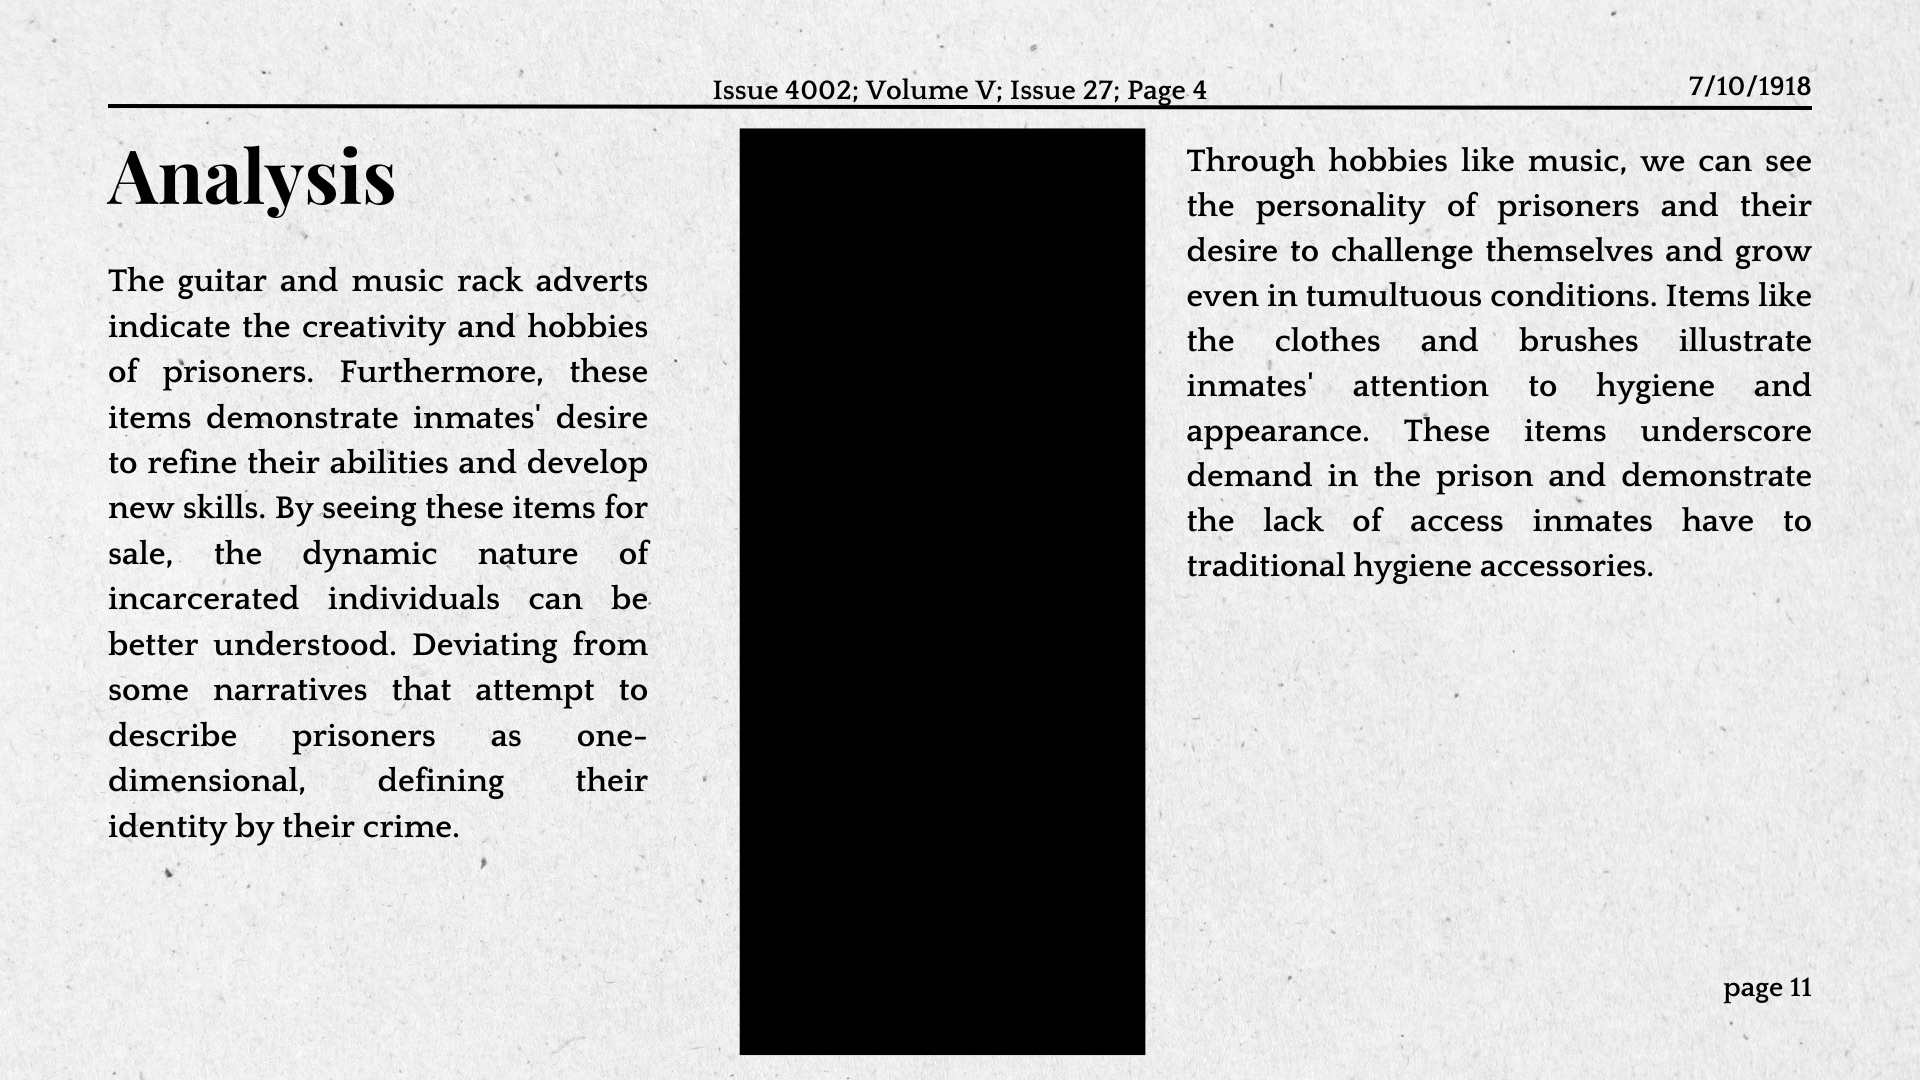 Issue 4002; Volume V; Issue 27; Page 4
7/10/1918
Analysis
The guitar and music rack adverts
indicate the creativity and hobbies
of prisoners. Furthermore, these
items demonstrate inmates' desire
to refine their abilities and develop
new skills. By seeing these items for
sale, the dynamic nature of
incarcerated individuals can be
better understood. Deviating from
some narratives that attempt to
describe prisoners as one-
dimensional, defining their
identity by their crime.
Through hobbies like music, we can see
the personality of prisoners and their
desire to challenge themselves and grow
even in tumultuous conditions. Items like
the clothes and brushes illustrate
inmates' attention to hygiene and
appearance. These items underscore
demand in the prison and demonstrate
the lack of access inmates have to
traditional hygiene accessories.
page 11